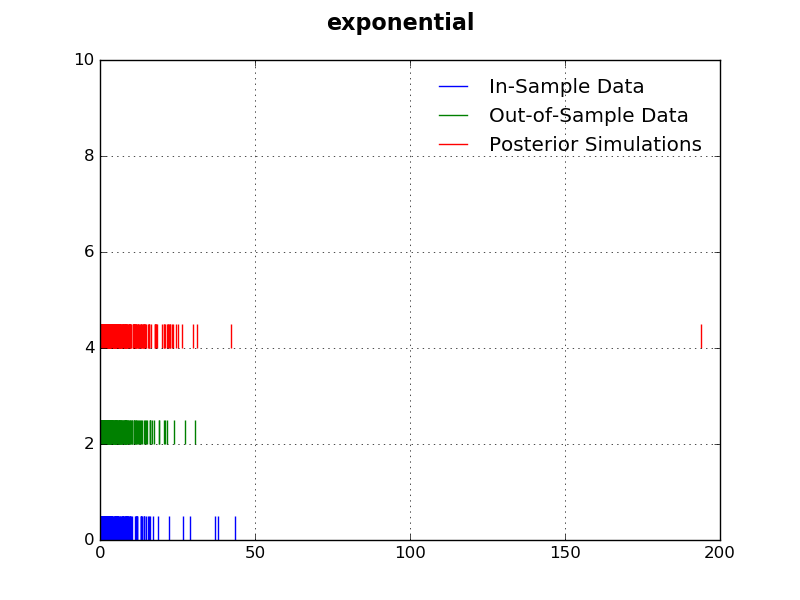 exponential
In-Sample Data
Out-of-Sample Data
Posterior Simulations
10
8
6
4
2
0
0 50 100 150 200